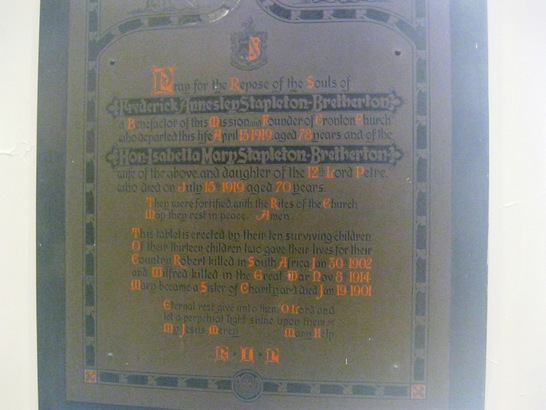 Pray for the Repose of the Souls of
Frederick Annesley Stapleton-Bretherton
a Benefactor of this Mission and Founder of Cronton Church
who departed this life April 15 1919 aged 78 years and of the
Hon: Isabella Mary Stapleton-Bretherton
wife of the above, and daughter of the 12th Lord Petre.
who died on July 15, 1919 aged 70 years.
They were fortified with the Rites of the Church
May they rest in peace. Amen.
This tablet is erected by their ten surviving children
Of their thirteen children two gave their lives for their
Country Robert killed in South Africa Jan 30 1902
and Wilfred killed in the Great War Nov 8 1914
Mary became a Sister of Charity and died Jan 19 1901
Eternal rest give unto them O Lord and
let a perpetual light shine upon them
My Jesus Mercy Mary Help
R.I.P.